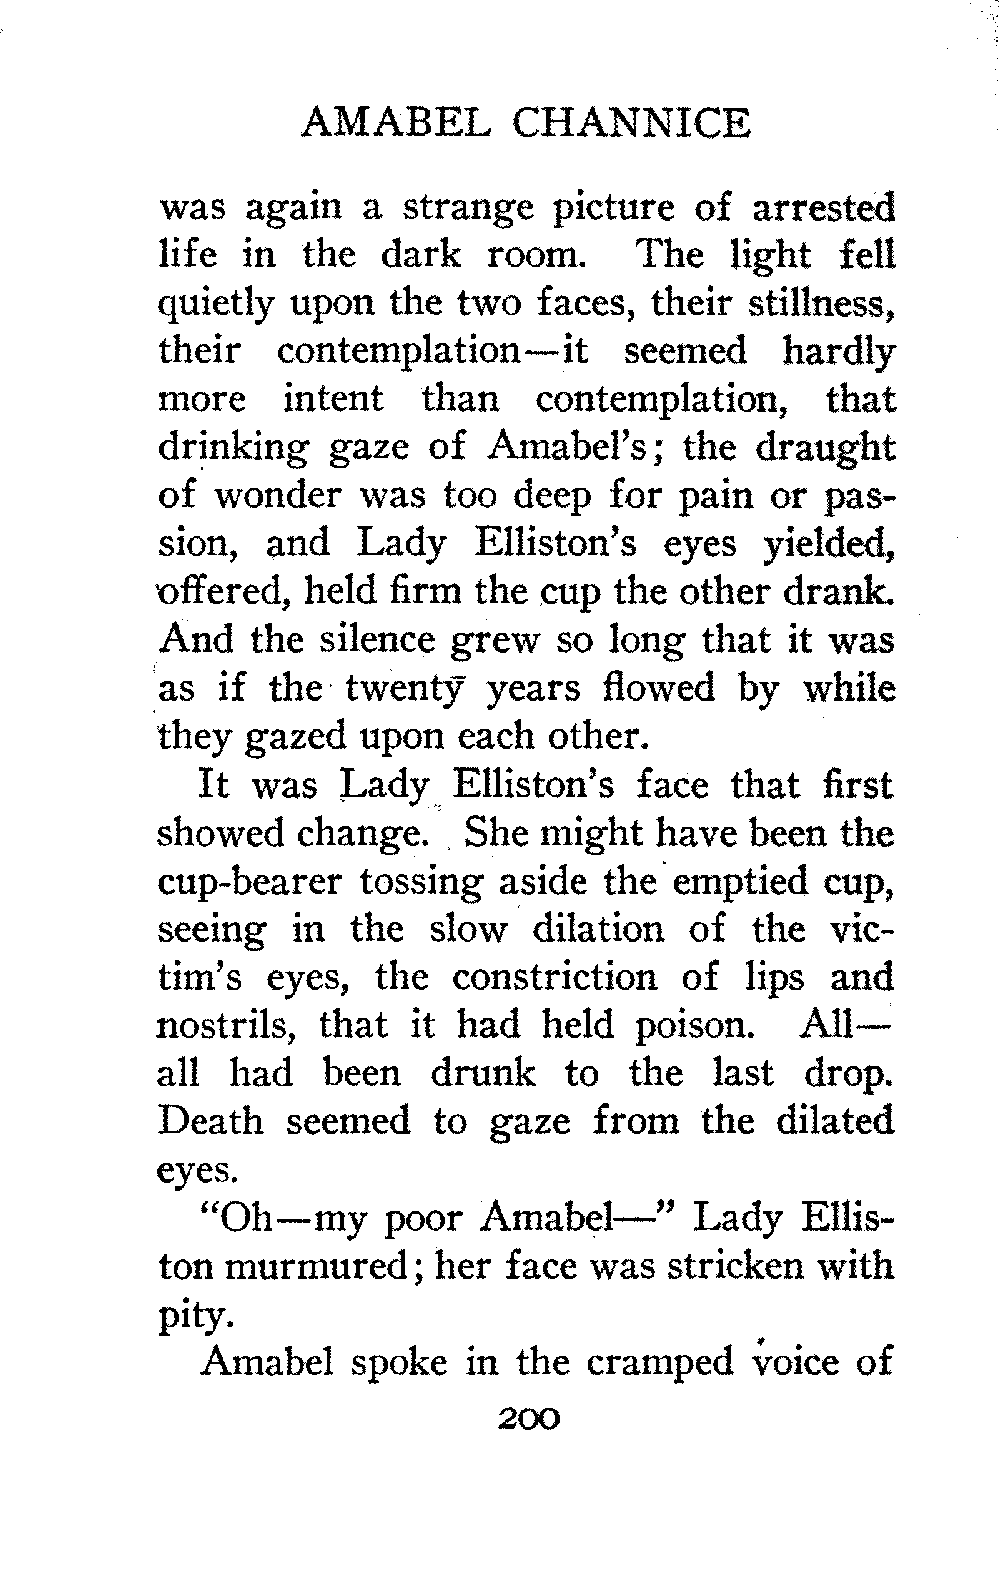 AMABEL CHANNICE
was again a strange picture of arrested
life in the dark room. The light fell
quietly upon the two faces, their stillness,
their contemplation—it seemed hardly
more intent than contemplation, that
drinking gaze of Amabel's; the draught
of wonder was too deep for pain or pas-
sion, and Lady Elliston's eyes yielded,
offered, held firm the cup the other drank.
And the silence grew so long that it was
as if the twenty years flowed by while
they gazed upon each other.
It was Lady Elliston's face that first
showed change. She might have been the
cup-bearer tossing aside the emptied cup,
seeing in the slow dilation of the vic-
tim's eyes, the constriction of lips and
nostrils, that it had held poison. All—
all had been drunk to the last drop.
Death seemed to gaze from the dilated
eyes.
“Oh—my poor Amabel—” Lady Ellis-
ton murmured; her face was stricken with
pity.
Amabel spoke in the cramped voice of
200